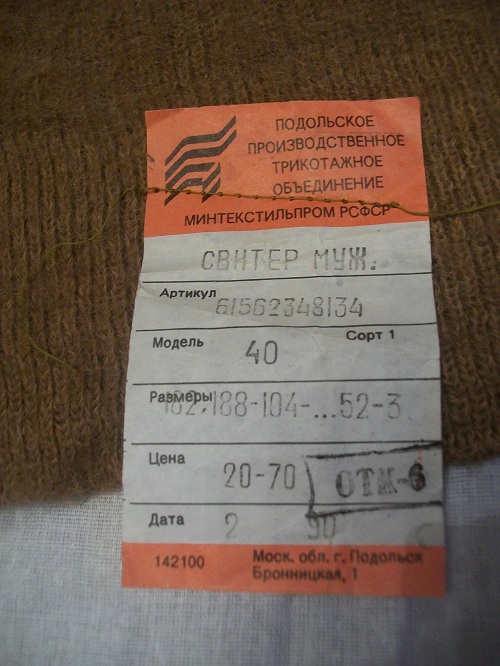 ПОДОЛЬСКОЕ
ПРОИЗВОДСТВЕННОЕ
ТРИКОТАЖНОЕ
ОБЪЕДИНЕНИЕ
МИНТЕКСТИЛЬПРОМ РСФСР
СВИТЕР МУЖ.
Артикул 61562348134
Модель 40 Сорт 1
Размеры 182,188-104-...52-3
Цена 20-70 ОТК-6
Дата 2 90
142100 Моск. обл. г. Подольск
Бронницкая, 1